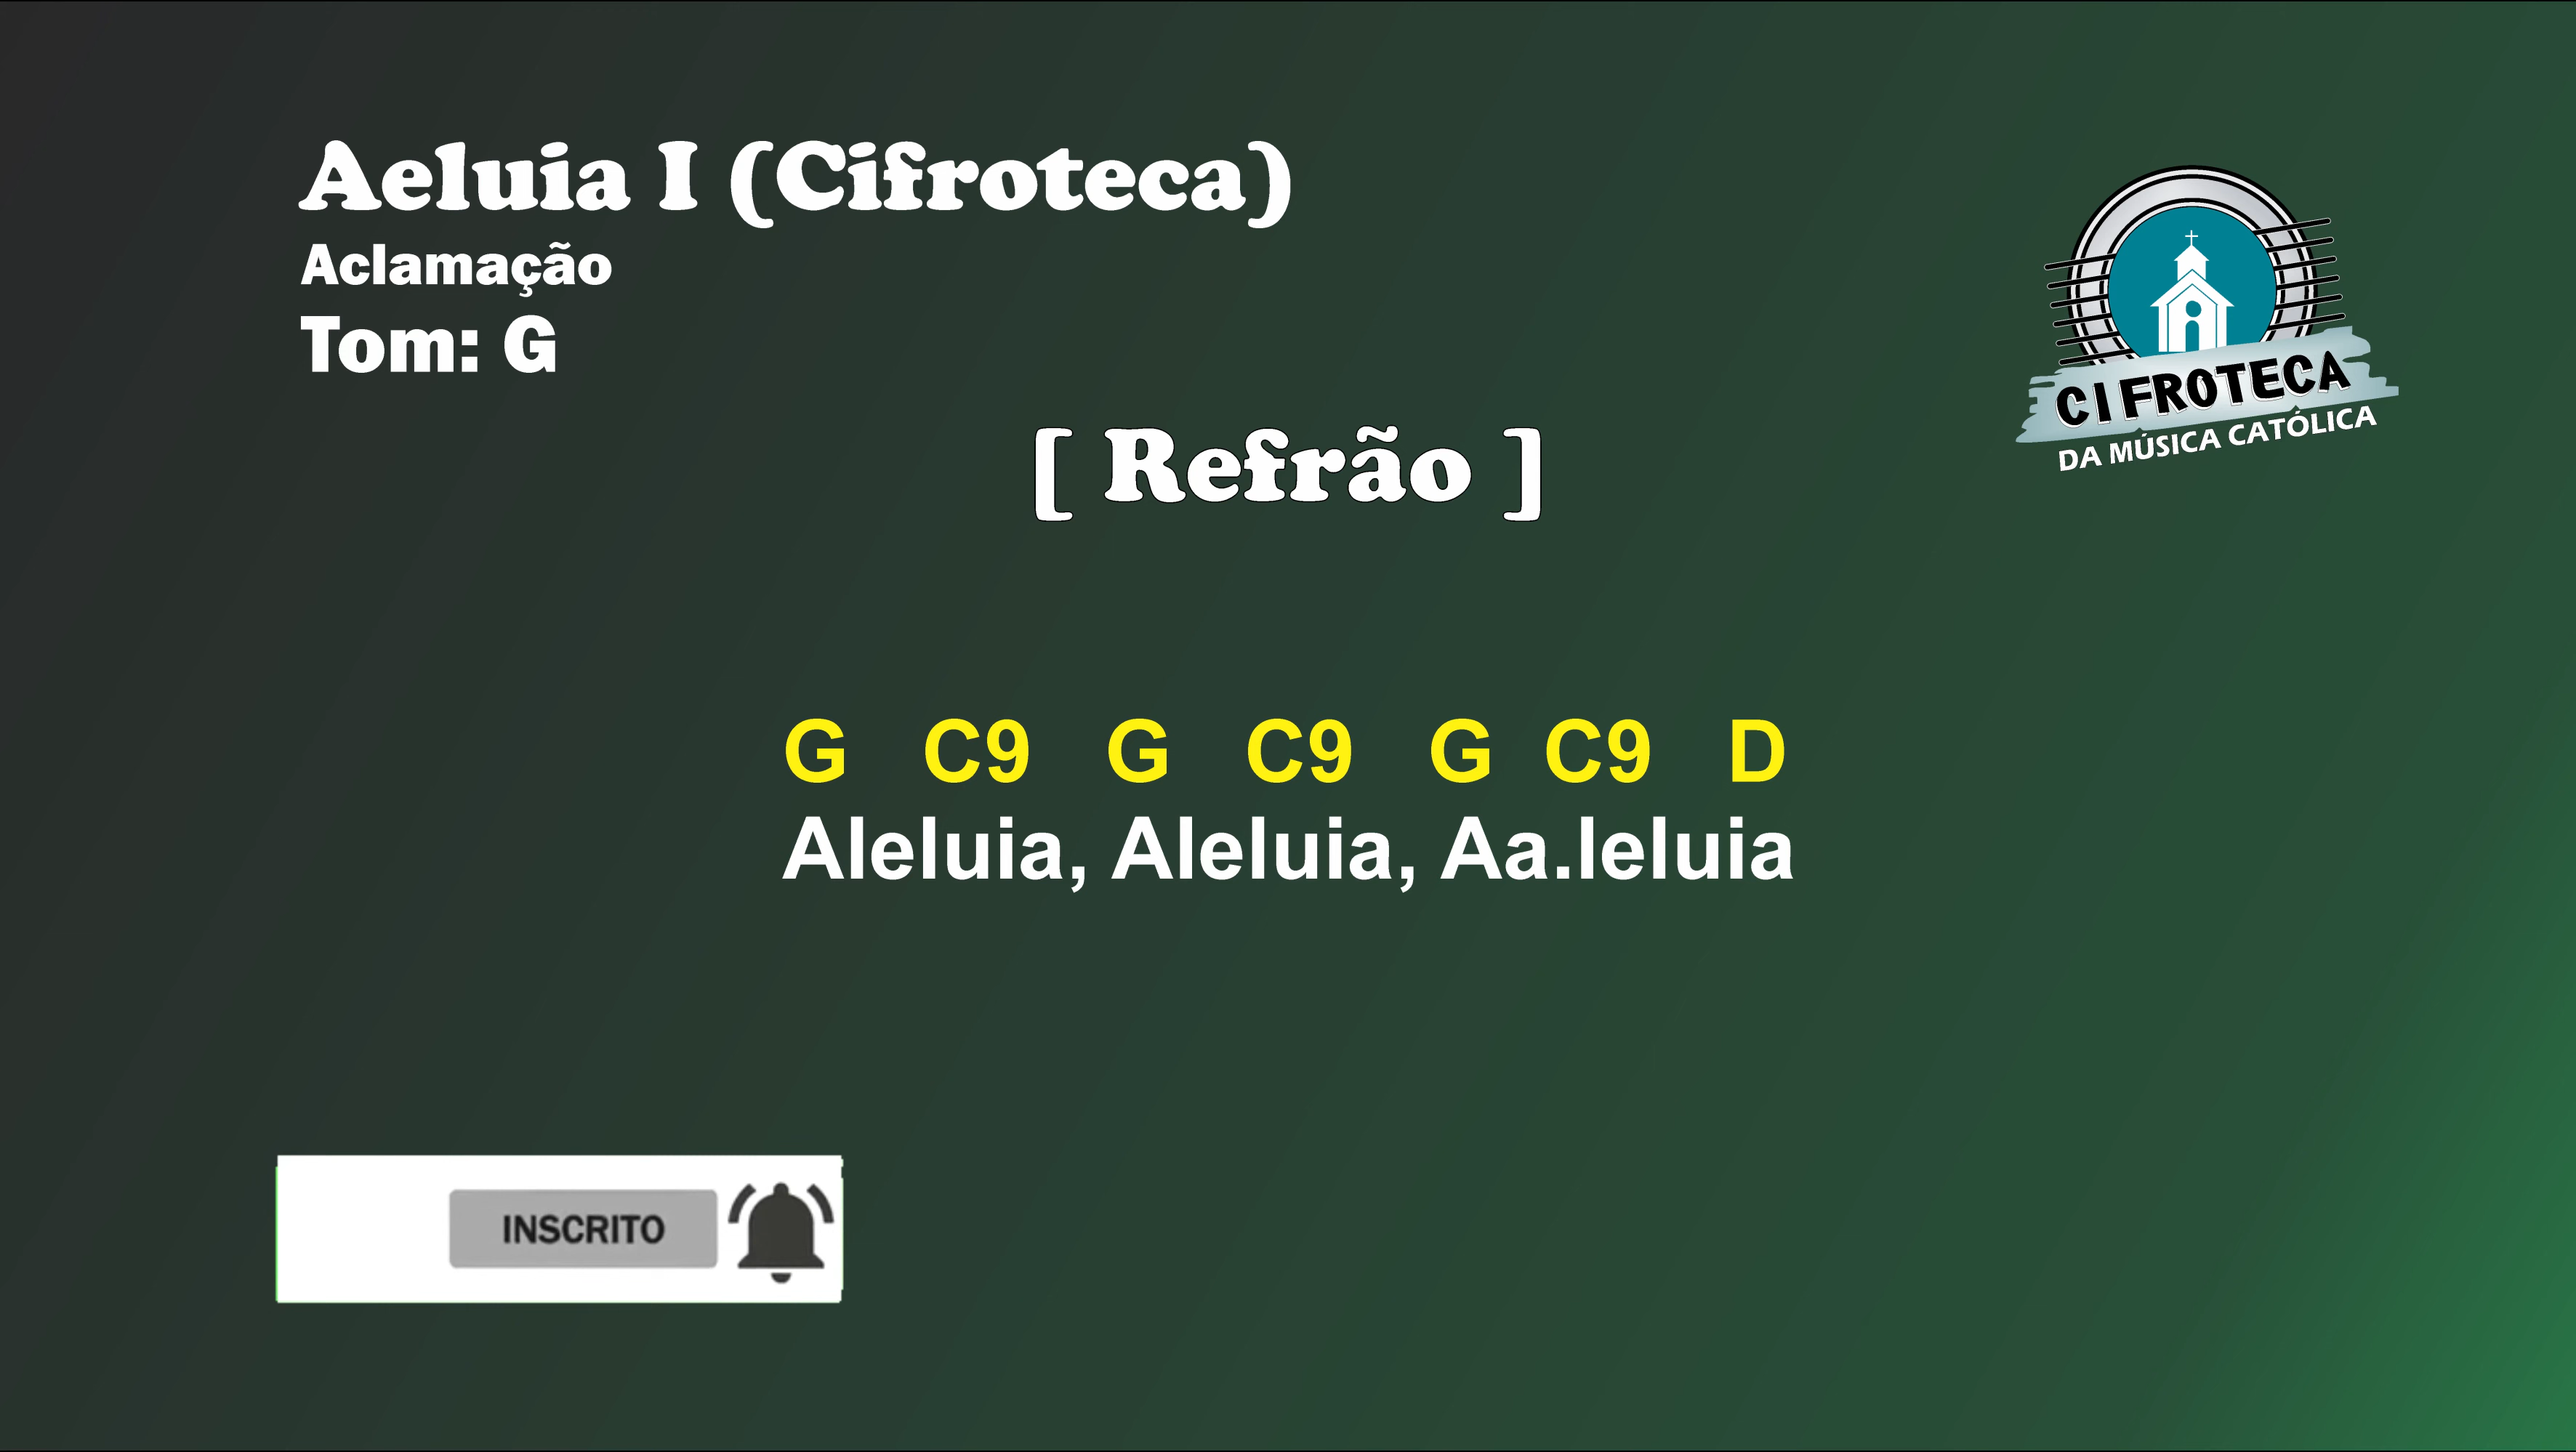 Aeluia I (Cifroteca)
Aclamação
Tom: G
CIFROTECA
DA MÚSICA CATÓLICA
[ Refrão ]
G C9 G C9 G C9 D
Aleluia, Aleluia, Aa.leluia
INSCRITO